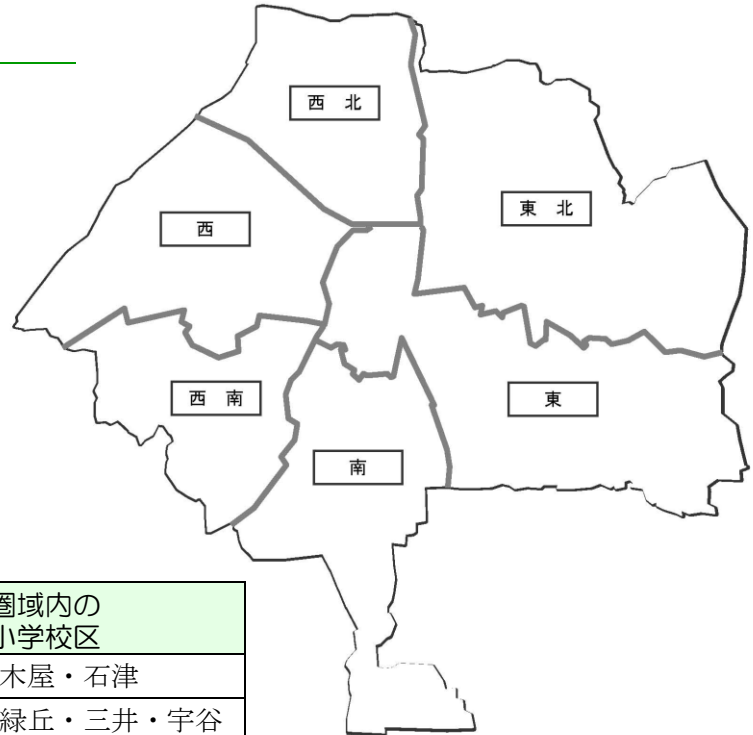 西 北
東 北
西
西 南
東
南
圏域内の
小学校区
木屋・石津
緑丘・三井・宇谷